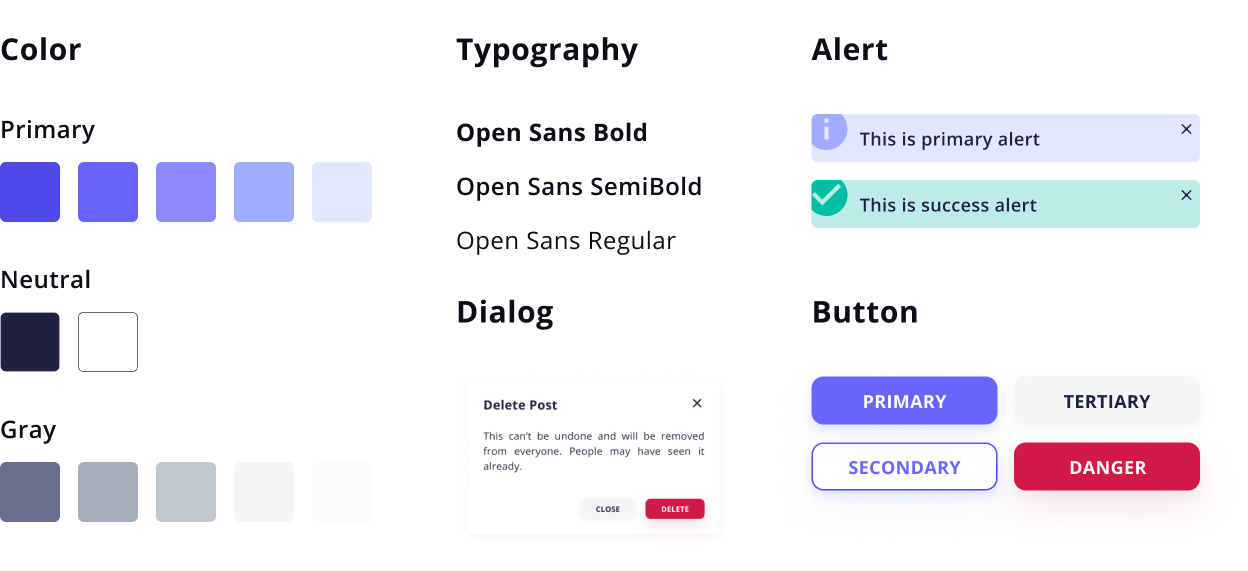 Color
Primary
Neutral
Gray
Typography
Open Sans Bold
Open Sans SemiBold
Open Sans Regular
Dialog
Delete Post
This can't be undone and will be removed
from everyone. People may have seen it
already.
CLOSE
DELETE
Alert
This is primary alert
This is success alert
Button
PRIMARY
TERTIARY
SECONDARY
DANGER